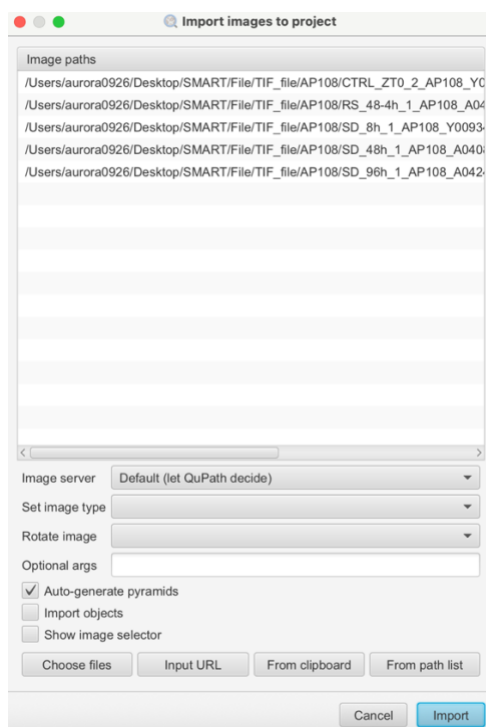 Import images to project
Image paths
/Users/aurora0926/Desktop/SMART/File/TIF_file/AP108/CTRL_ZT0_2_AP108_Y0
/Users/aurora0926/Desktop/SMART/File/TIF_file/AP108/RS_48-4h_1_AP108_A04
/Users/aurora0926/Desktop/SMART/File/TIF_file/AP108/SD_8h_1_AP108_Y0093
/Users/aurora0926/Desktop/SMART/File/TIF_file/AP108/SD_48h_1_AP108_A040
/Users/aurora0926/Desktop/SMART/File/TIF_file/AP108/SD_96h_1_AP108_A042
Image server Default (let QuPath decide)
Set image type
Rotate image
Optional args
Auto-generate pyramids
Import objects
Show image selector
Choose files Input URL From clipboard From path list
Cancel Import